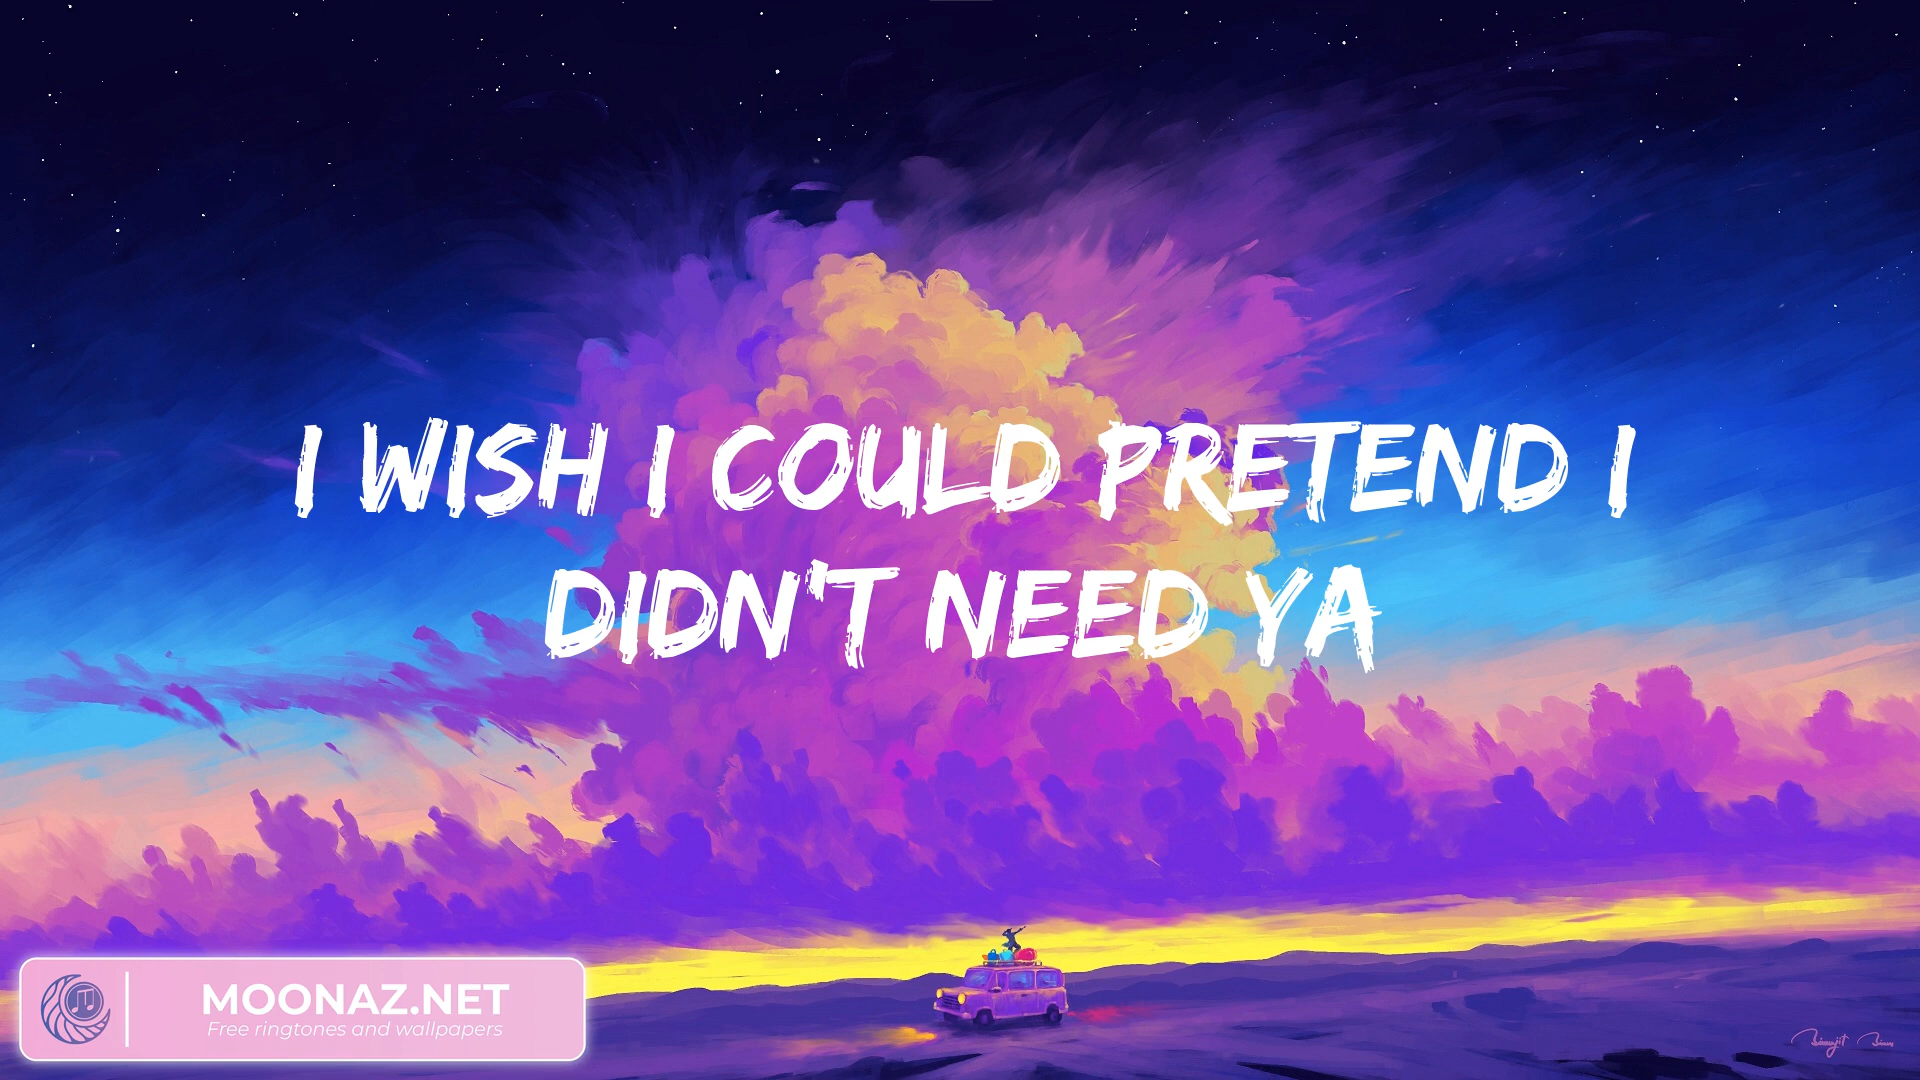 I WISH I COULD PRETEND I
DIDN'T NEED YA
MOONAZ.NET
Free ringtones and wallpapers